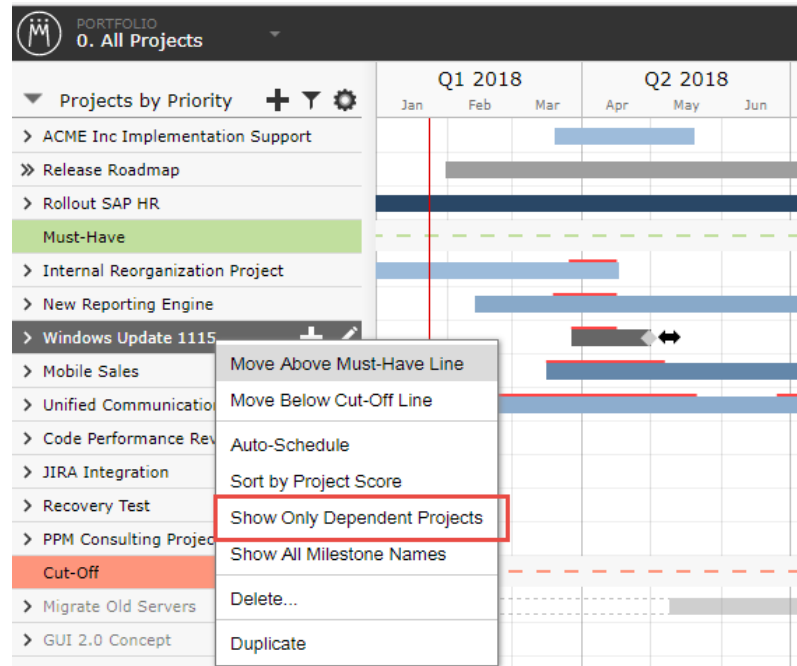 PORTFOLIO
0. All Projects
Projects by Priority
Q1 2018 Q2 2018
Jan Feb Mar Apr May Jun
ACME Inc Implementation Support
Release Roadmap
Rollout SAP HR
Must-Have
Internal Reorganization Project
New Reporting Engine
Windows Update 1115
Mobile Sales
Unified Communicatio
Code Performance Rev
JIRA Integration
Recovery Test
PPM Consulting Projec
Cut-Off
Migrate Old Servers
GUI 2.0 Concept
Move Above Must-Have Line
Move Below Cut-Off Line
Auto-Schedule
Sort by Project Score
Show Only Dependent Projects
Show All Milestone Names
Delete...
Duplicate